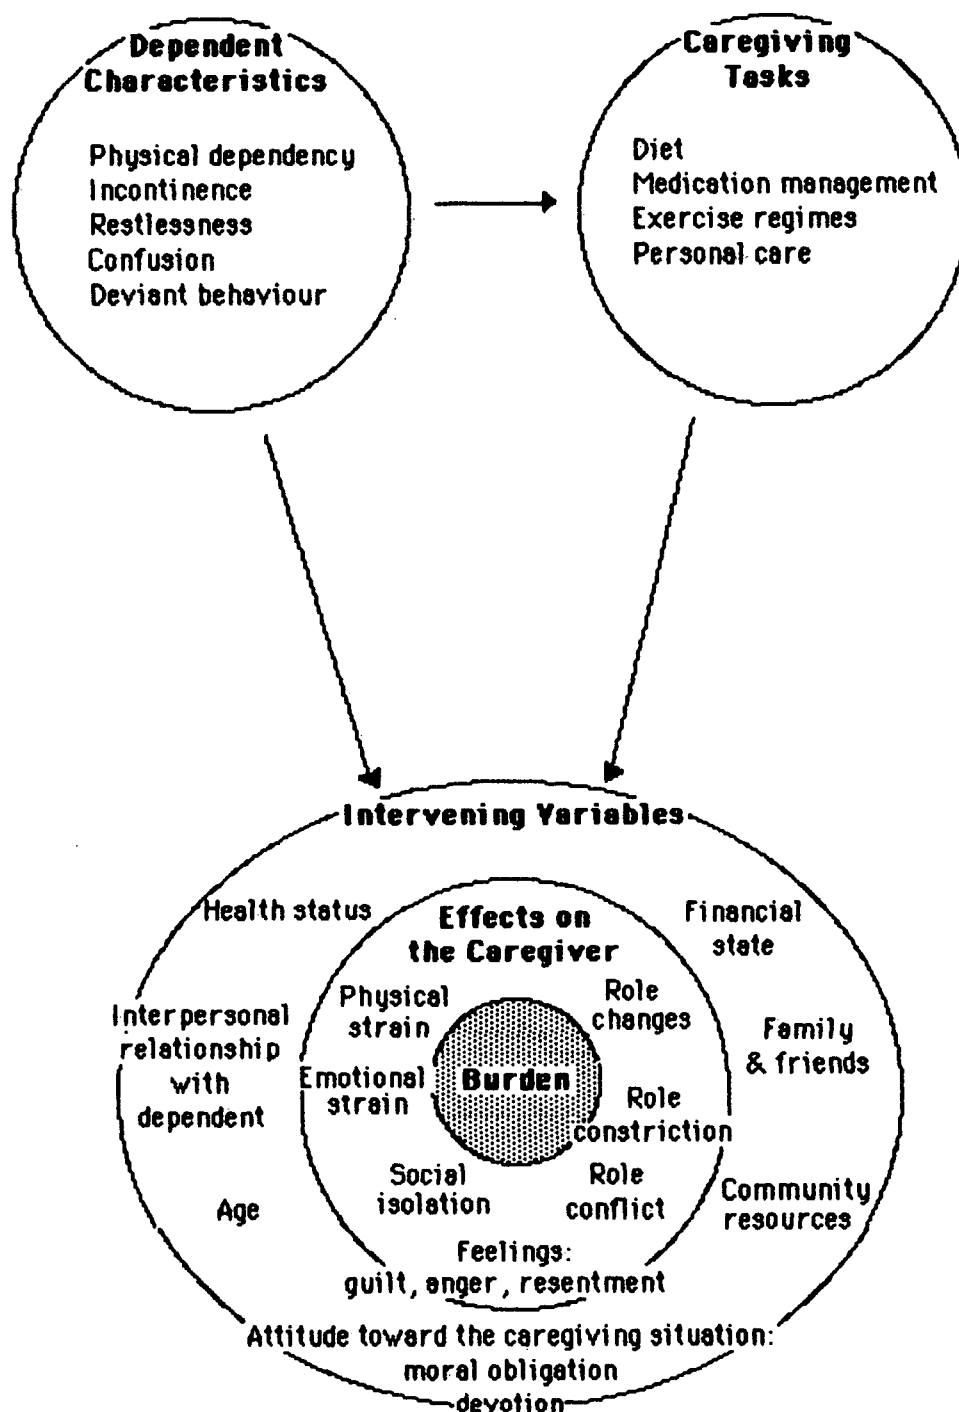 Dependent
Characteristics
Physical dependency
Incontinence
Restlessness
Confusion
Deviant behaviour
Caregiving
Tasks
Diet
Medication management
Exercise regimes
Personal care
Intervening Variables
Health status
Interpersonal
relationship
with
dependent
Age
Effects on
the Caregiver
Physical
strain
Emotional
strain
Social
isolation
Burden
Role
changes
Role
constriction
Role
conflict
Feelings:
guilt, anger, resentment
Financial
state
Family
& friends
Community
resources
Attitude toward the caregiving situation:
moral obligation
devotion